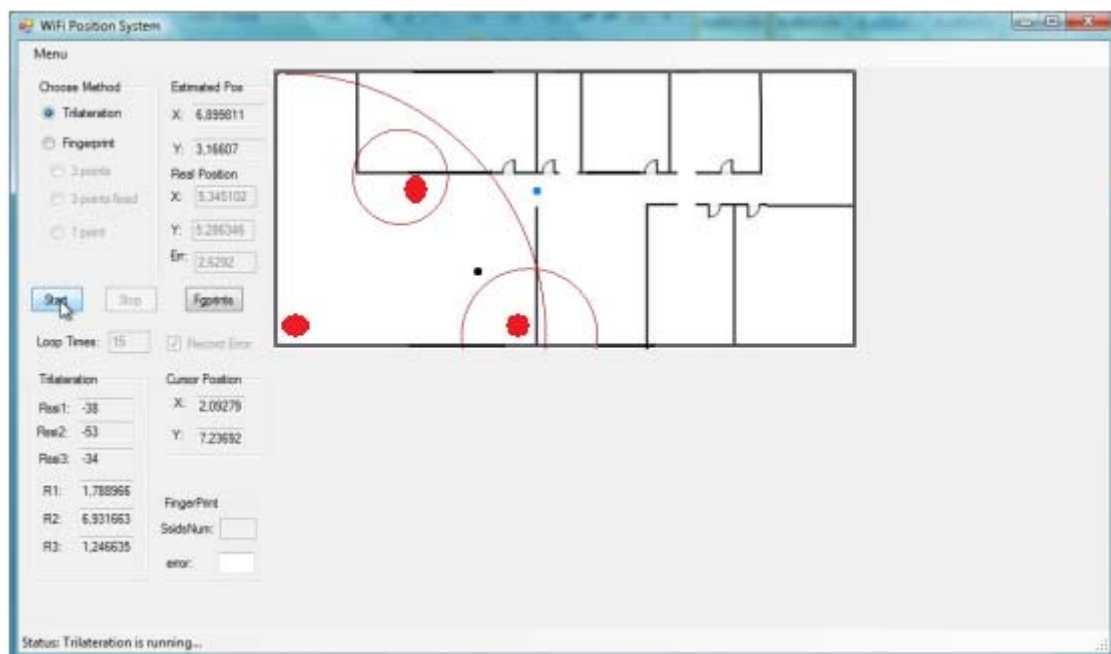 WiFi Position System
Menu
Choose Method
Trilateration
Fingerprint
3 points
3 points fixed
1 point
Estimated Pos
X: 6,899811
Y: 3,16607
Real Position
X: 5,345102
Y: 5,286346
Err: 2,6292
Start
Stop
Fgprints
Loop Times: 15
Record Error
Trilateration
Rssi1: -38
Rssi2: -53
Rssi3: -34
R1: 1,788966
R2: 6,931663
R3: 1,246635
Cursor Position
X: 2,09279
Y: 7,23692
FingerPrint
SsidsNum:
error:
Status: Trilateration is running...